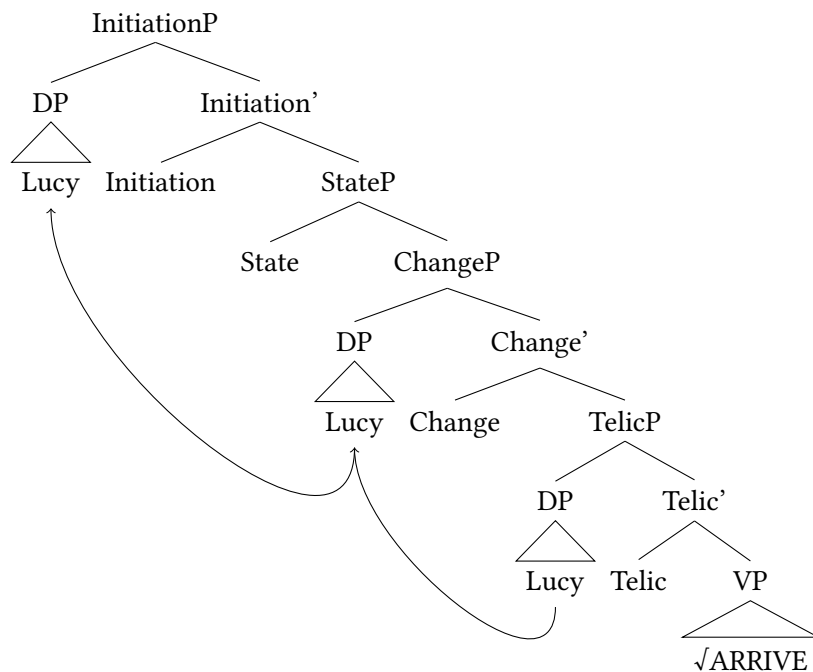 InitiationP
DP Initiation’
Lucy Initiation StateP
State ChangeP
DP Change’
Lucy Change TelicP
DP Telic’
Lucy Telic VP
√ARRIVE